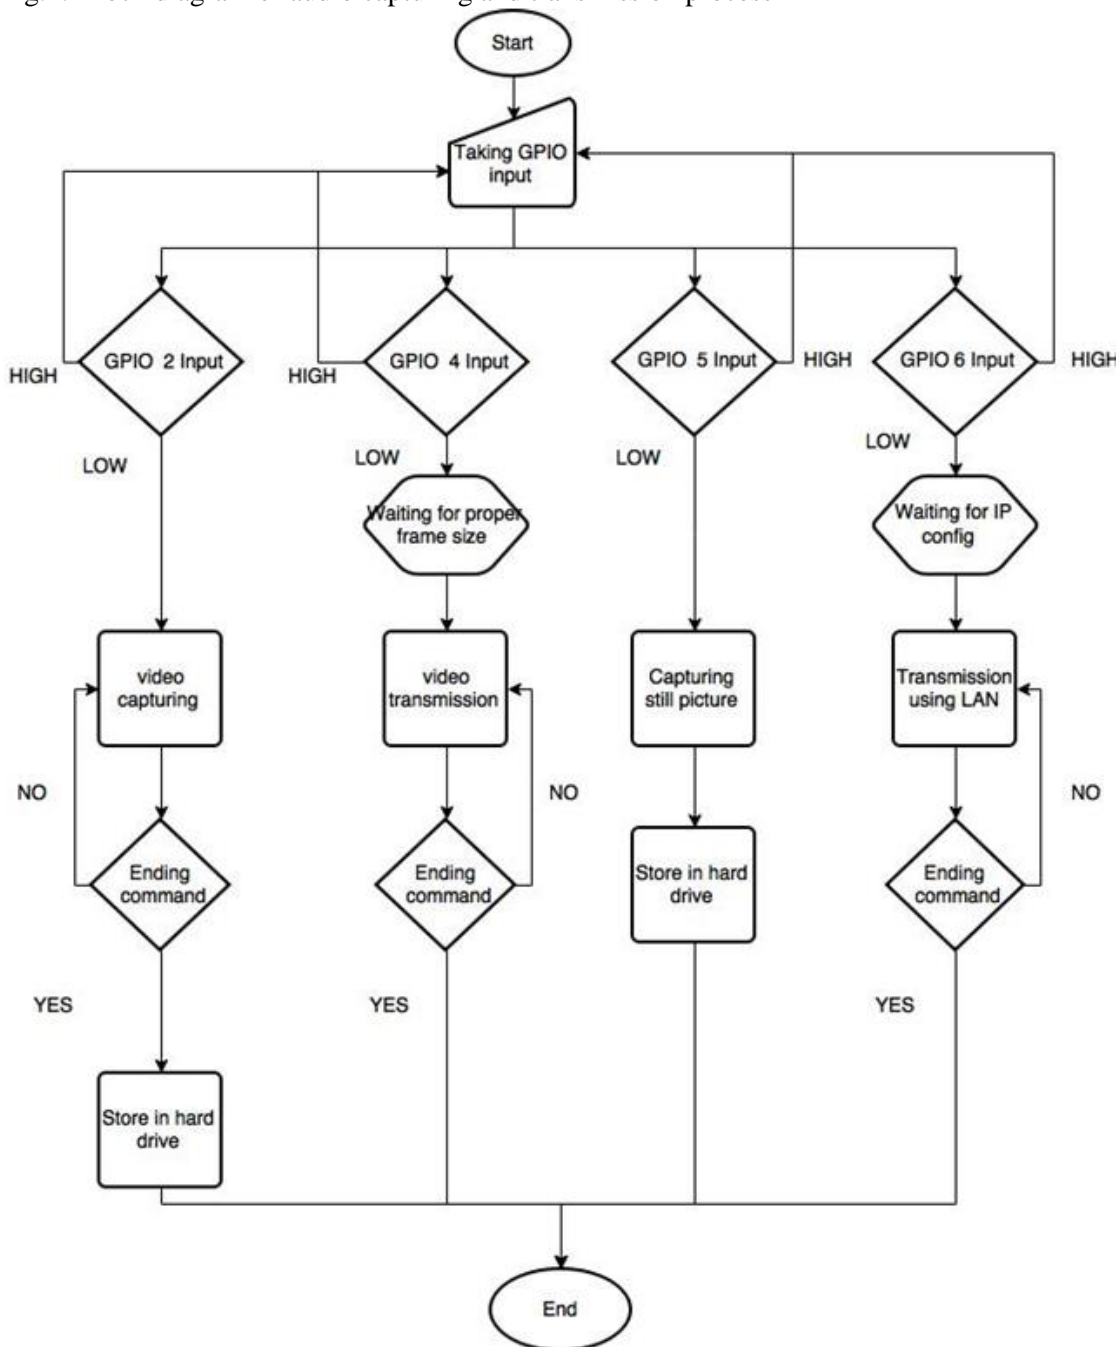 Start
Taking GPIO
input
GPIO 2 Input
GPIO 4 Input
GPIO 5 Input
GPIO 6 Input
HIGH
HIGH
HIGH
HIGH
LOW
LOW
LOW
LOW
Waiting for proper
frame size
Waiting for IP
config
video
capturing
video
transmission
Capturing
still picture
Transmission
using LAN
NO
NO
NO
Ending
command
Ending
command
Store in hard
drive
Ending
command
YES
YES
YES
Store in hard
drive
End